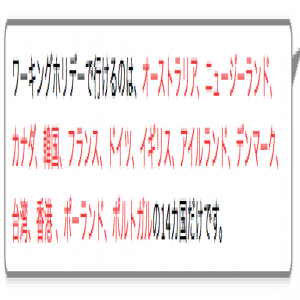 ワーキングホリデーで行けるのは、オーストラリア、ニュージーランド、
カナダ、韓国、フランス、ドイツ、イギリス、アイルランド、デンマーク、
台湾、香港、ポーランド、ポルトガルの14カ国だけです。